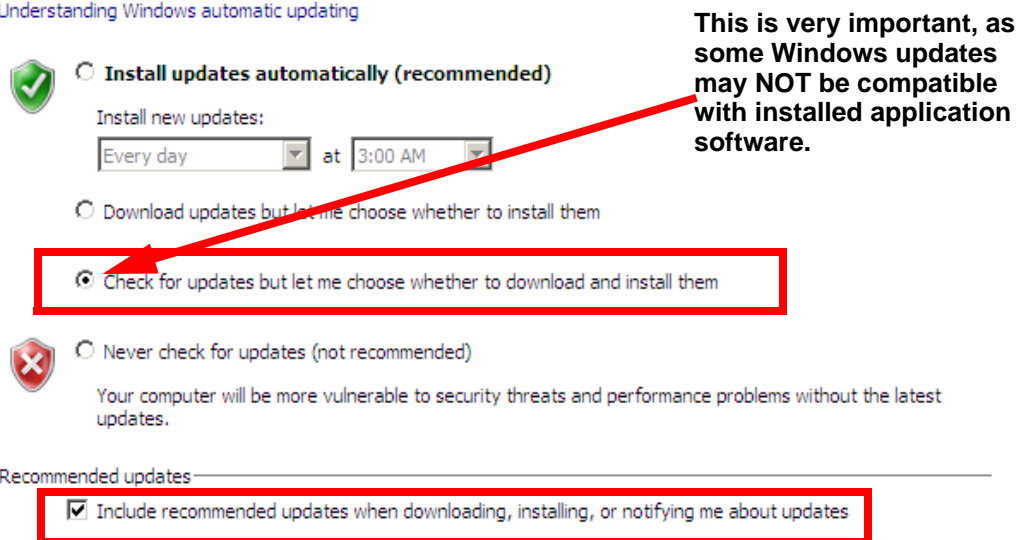 Understanding Windows automatic updating
This is very important, as
some Windows updates
may NOT be compatible
with installed application
software.
Install updates automatically (recommended)
Install new updates:
Every day at 3:00 AM
Download updates but let me choose whether to install them
Check for updates but let me choose whether to download and install them
Never check for updates (not recommended)
Your computer will be more vulnerable to security threats and performance problems without the latest
updates.
Recommended updates
Include recommended updates when downloading, installing, or notifying me about updates